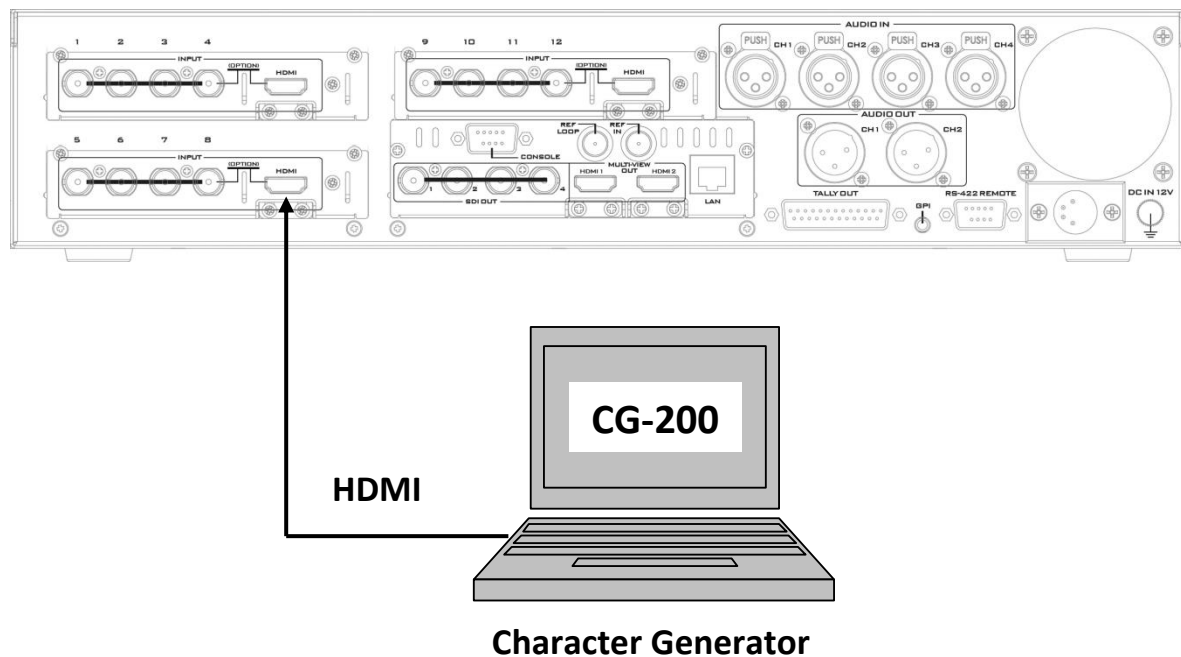 AUDIO IN
1 2 3 4
9 10 11 12
PUSH CH1 PUSH CH2 PUSH CH3 PUSH CH4
INPUT
(OPTION)
HDMI
INPUT
(OPTION)
HDMI
AUDIO OUT
CH1 CH2
5 6 7 8
INPUT
(OPTION)
HDMI
REF LOOP
REF IN
CONSOLE
MULTI-VIEW OUT
HDMI 1 HDMI 2
1 2 3 4
SDI OUT
LAN
TALLY OUT
GPI
RS-422 REMOTE
DC IN 12V
CG-200
HDMI
Character Generator